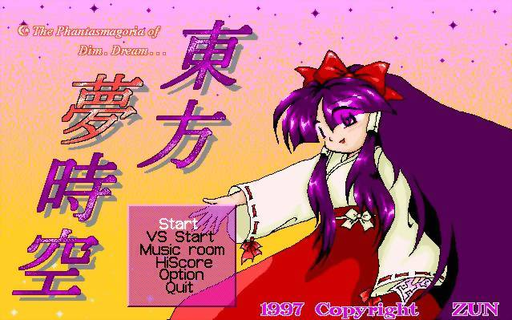 © The Phantasmagoria of
Dim . Dream . . .
東方
夢時空
Start
VS Start
Music room
HiScore
Option
Quit
1997 Copyright ZUN